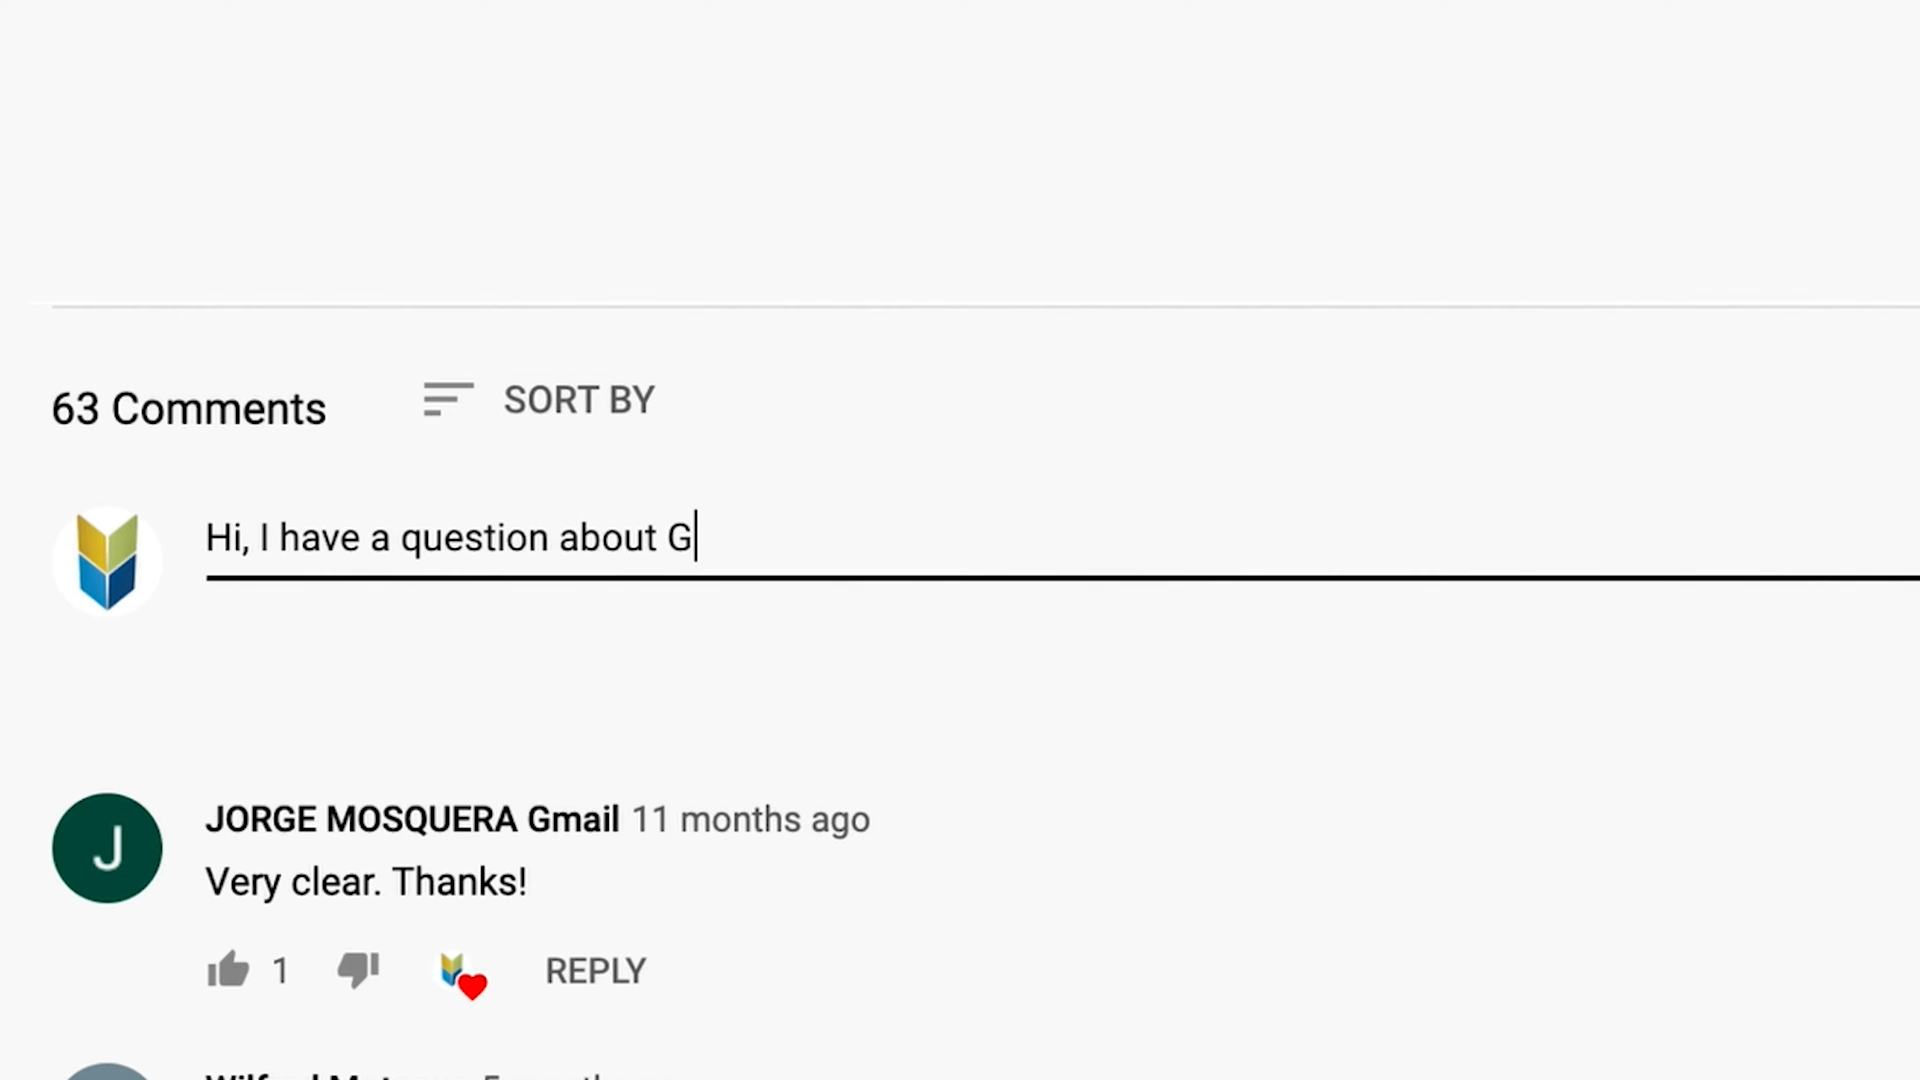 63 Comments
SORT BY
Hi, I have a question about G
J
JORGE MOSQUERA Gmail 11 months ago
Very clear. Thanks!
1
REPLY